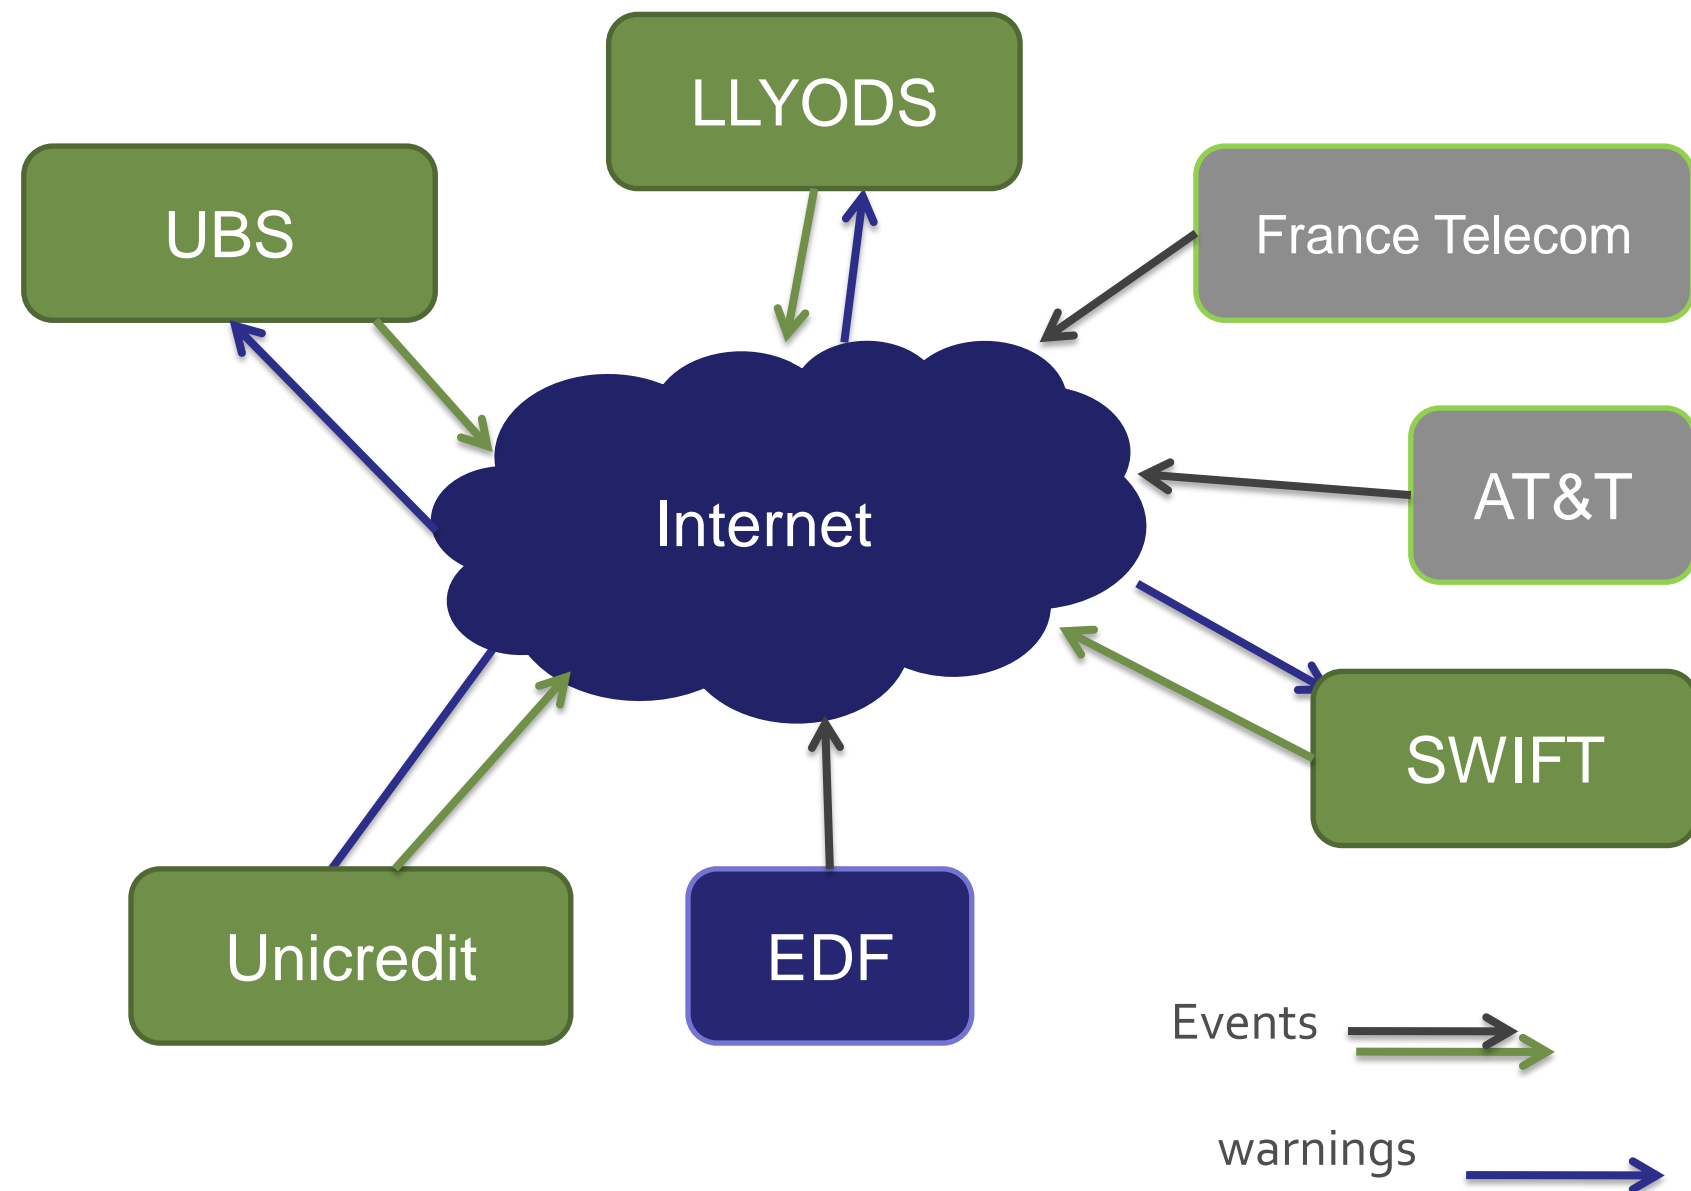 LLYODS
UBS
France Telecom
AT&T
Internet
SWIFT
Unicredit
EDF
Events
warnings